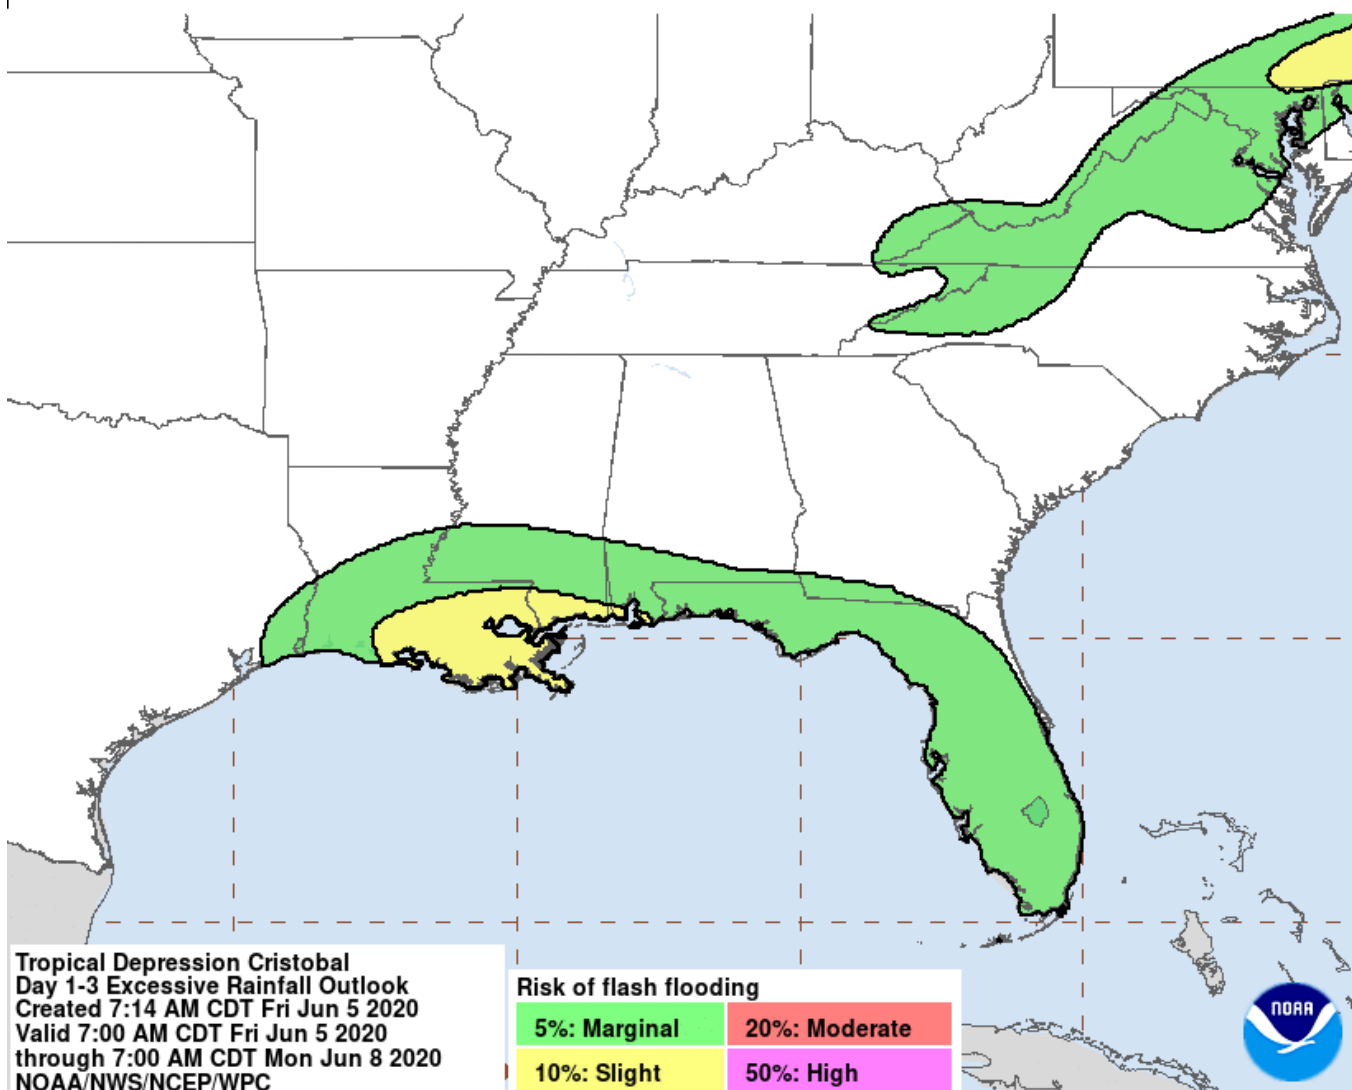 Tropical Depression Cristobal
Day 1-3 Excessive Rainfall Outlook
Created 7:14 AM CDT Fri Jun 5 2020
Valid 7:00 AM CDT Fri Jun 5 2020
through 7:00 AM CDT Mon Jun 8 2020
NOAA/NWS/NCEP/WPC
Risk of flash flooding
5%: Marginal
20%: Moderate
10%: Slight
50%: High
NOAA